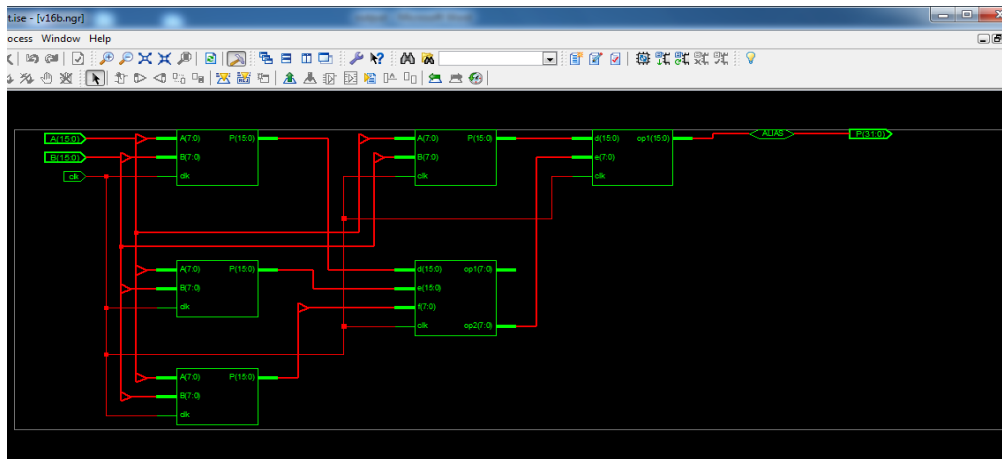 t.ise - [v16b.ngr]
ocess Window Help
A(15:0)
B(15:0)
clk
A(7:0) P(15:0)
B(7:0)
clk
A(7:0) P(15:0)
B(7:0)
clk
d(15:0) op1(15:0)
e(7:0)
clk
ALIAS
P(31:0)
A(7:0) P(15:0)
B(7:0)
clk
d(15:0) op1(7:0)
e(15:0)
f(7:0)
clk op2(7:0)
A(7:0) P(15:0)
B(7:0)
clk